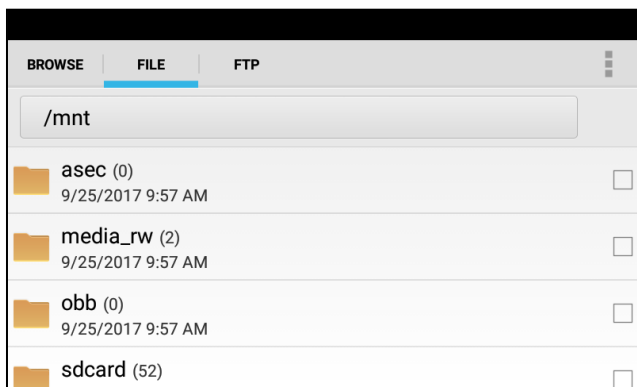 BROWSE FILE FTP
/mnt
asec (0)
9/25/2017 9:57 AM
media_rw (2)
9/25/2017 9:57 AM
obb (0)
9/25/2017 9:57 AM
sdcard (52)